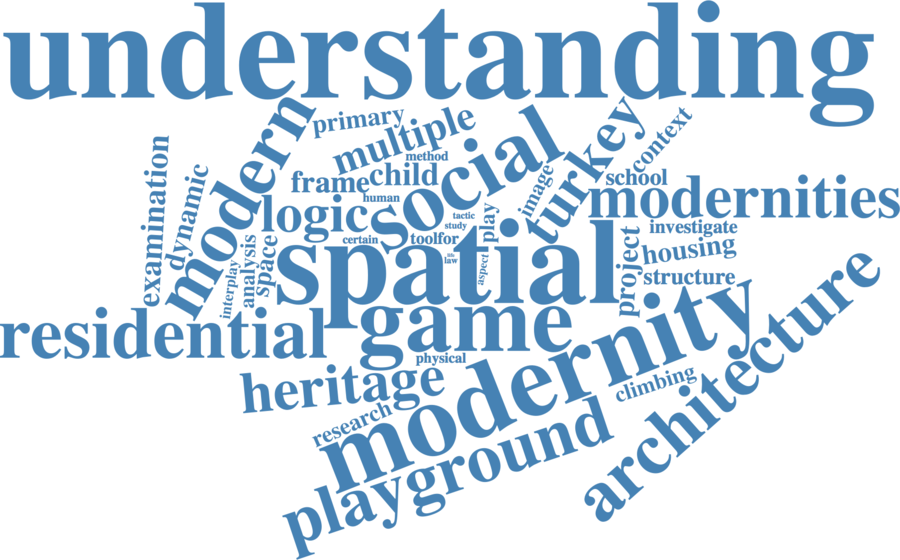 understanding
primary
multiple
modern
social
turkey
context
examination
dynamic
method
child
frame
human
image
school
modernities
logic
tactic
study
play
certain
toolfor
investigate
housing
project
structure
interplay
analysis
space
spatial
law
aspect
residential
game
physical
heritage
modernity
climbing
research
playground
architecture